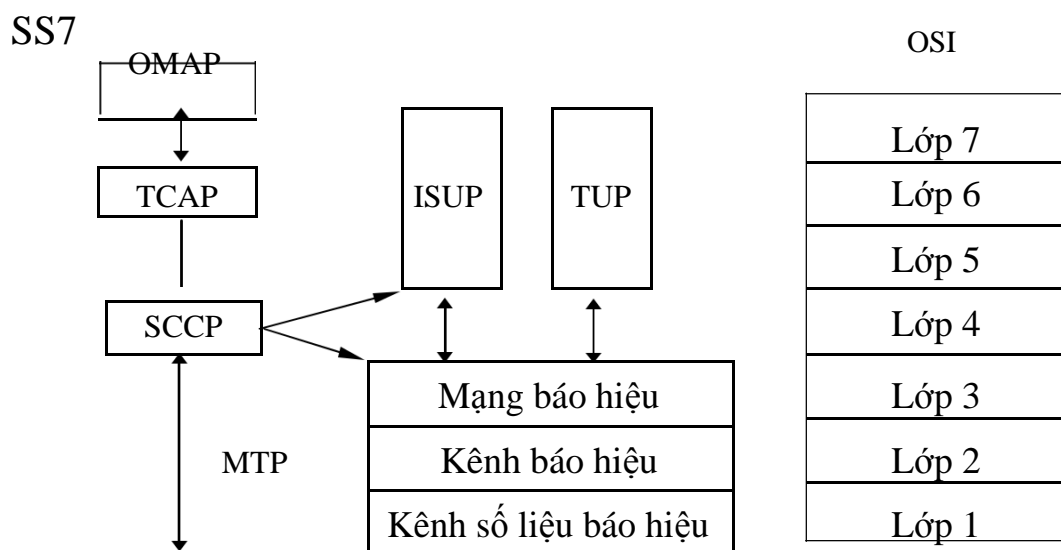 SS7
OSI
OMAP
TCAP
ISUP
TUP
SCCP
MTP
Mạng báo hiệu
Kênh báo hiệu
Kênh số liệu báo hiệu
Lớp 7
Lớp 6
Lớp 5
Lớp 4
Lớp 3
Lớp 2
Lớp 1